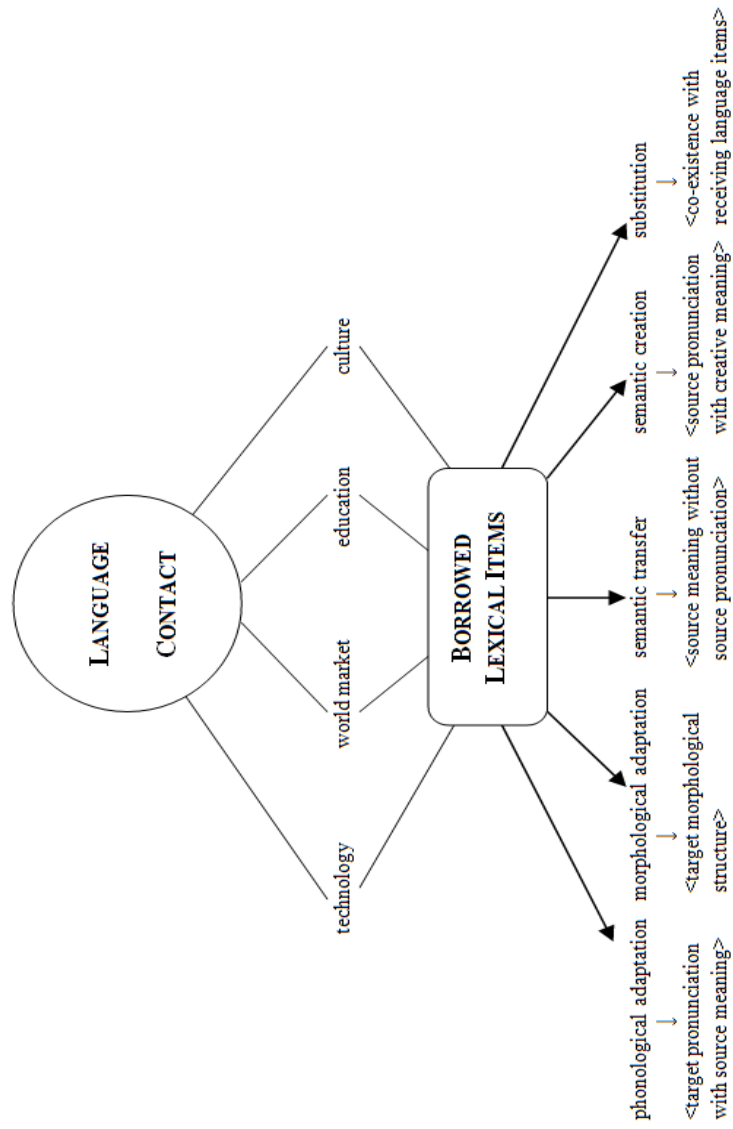 LANGUAGE
CONTACT
technology
world market
education
culture
BORROWED
LEXICAL ITEMS
phonological adaptation
↓
<target pronunciation
with source meaning>
morphological adaptation
↓
<target morphological
structure>
semantic transfer
↓
<source meaning without
source pronunciation>
semantic creation
↓
<source pronunciation
with creative meaning>
substitution
↓
<co-existence with
receiving language items>